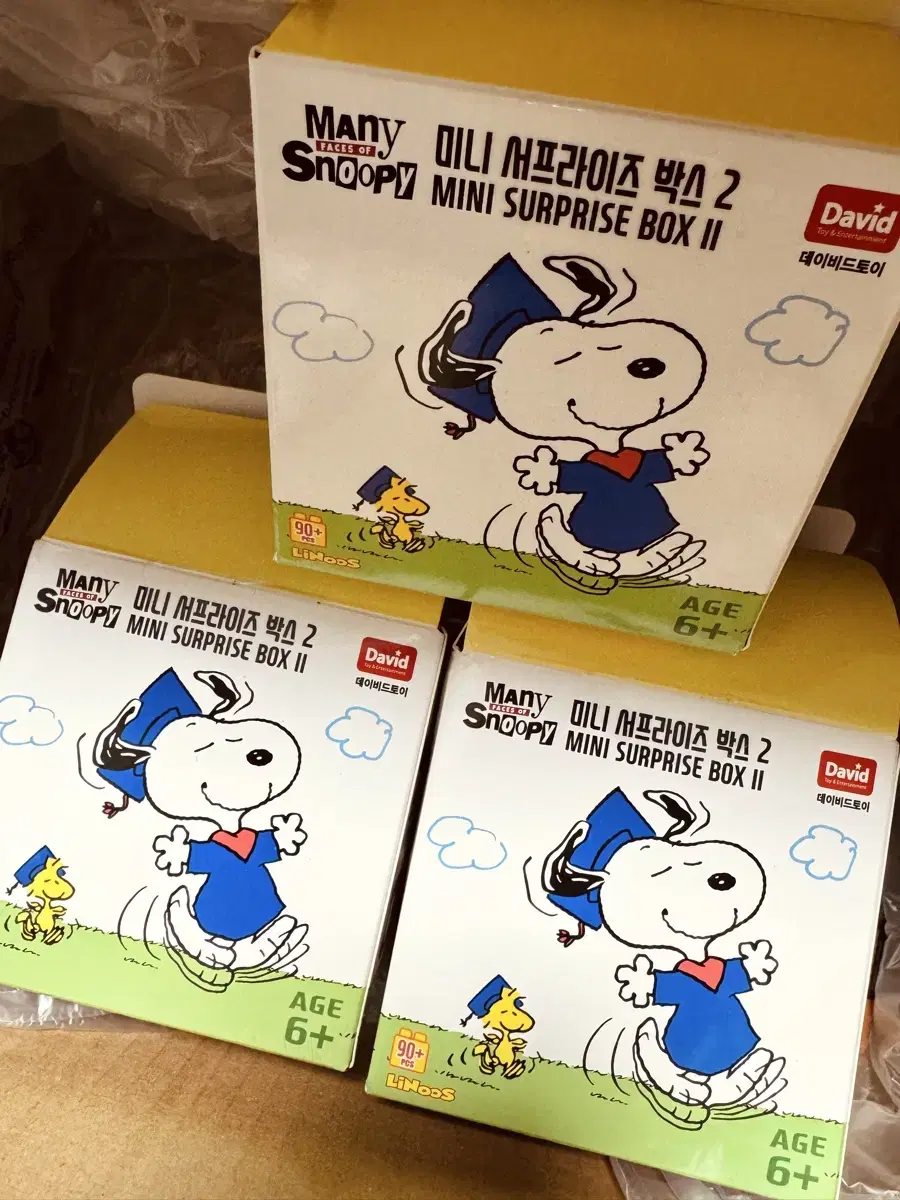 Many
FACES OF
SNOOPY
미니 서프라이즈 박스 2
MINI SURPRISE BOX II
David
Toy & Entertainment
데이비드토이
90+
PCS
LiNOOS
AGE
6+
Many
FACES OF
SNOOPY
미니 서프라이즈 박스 2
MINI SURPRISE BOX II
David
Toy & Entertainment
데이비드토이
AGE
6+
Many
FACES OF
SNOOPY
미니 서프라이즈 박스 2
MINI SURPRISE BOX II
David
Toy & Entertainment
데이비드토이
90+
PCS
LiNOOS
AGE
6+